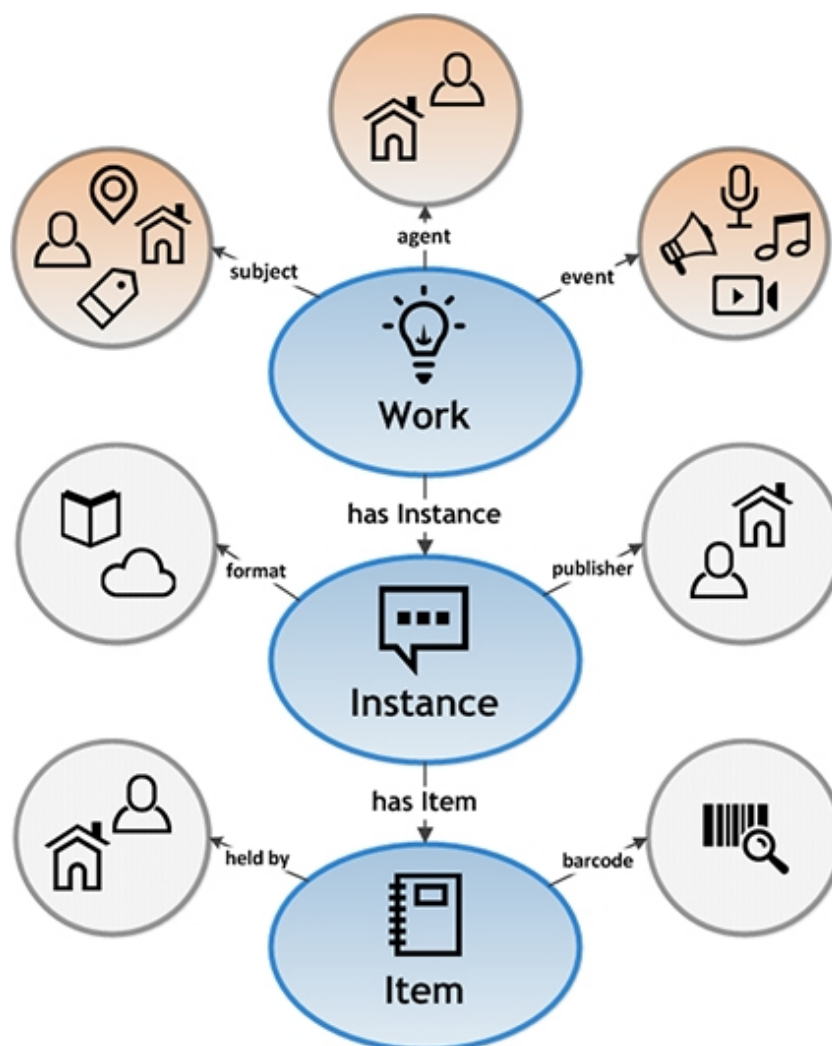 agent
subject
event
Work
has Instance
format
publisher
Instance
has Item
held by
barcode
Item